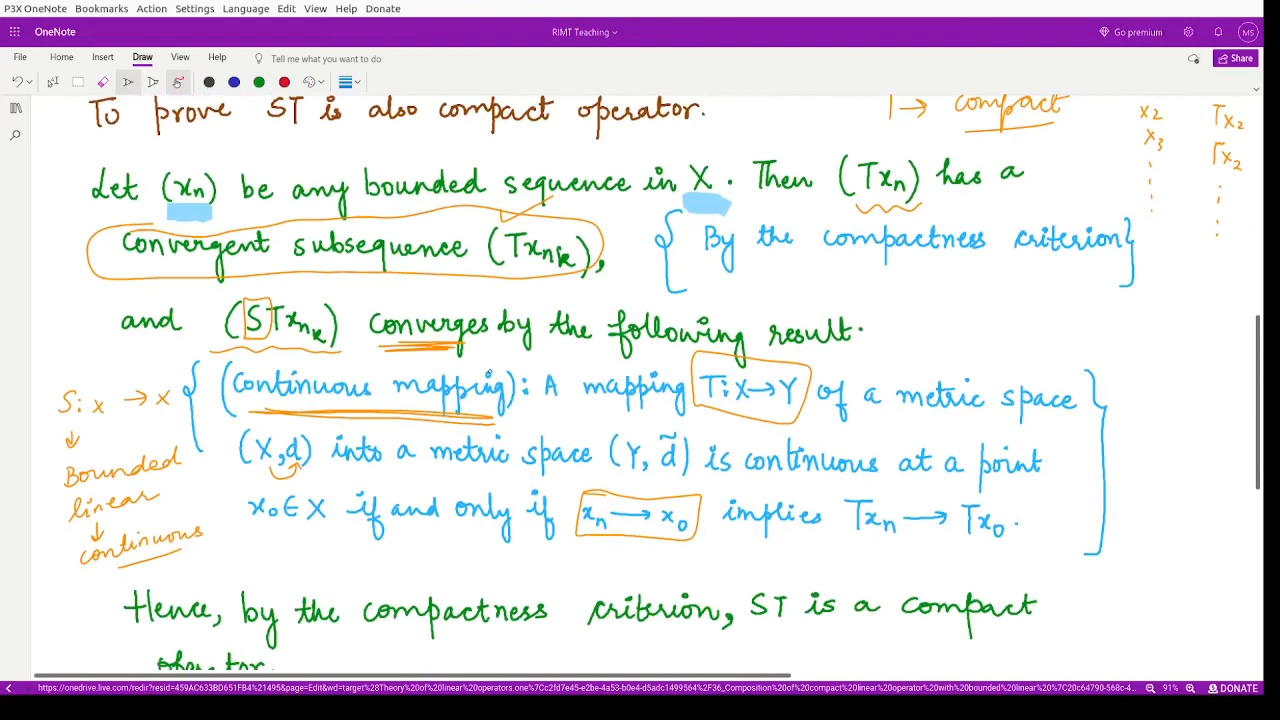 P3X OneNote Bookmarks Action Settings Language Edit View Help Donate
OneNote
RIMT Teaching
Go premium
MS
File Home Insert Draw View Help Tell me what you want to do
Share
To prove ST is also compact operator.
T → compact
x2 Tx2
x3 Tx2
Let (xn) be any bounded sequence in X. Then (Txn) has a
convergent subsequence (Txnk), { By the compactness criterion }
and (STxnk) converges by the following result.
S: x → x
↓
Bounded
linear
↓
continuous
{ (Continuous mapping): A mapping T: X→Y of a metric space
(X, d) into a metric space (Y, d̃) is continuous at a point
x0 ∈ X if and only if xn → x0 implies Txn → Tx0. }
Hence, by the compactness criterion, ST is a compact
operator.
91%
DONATE